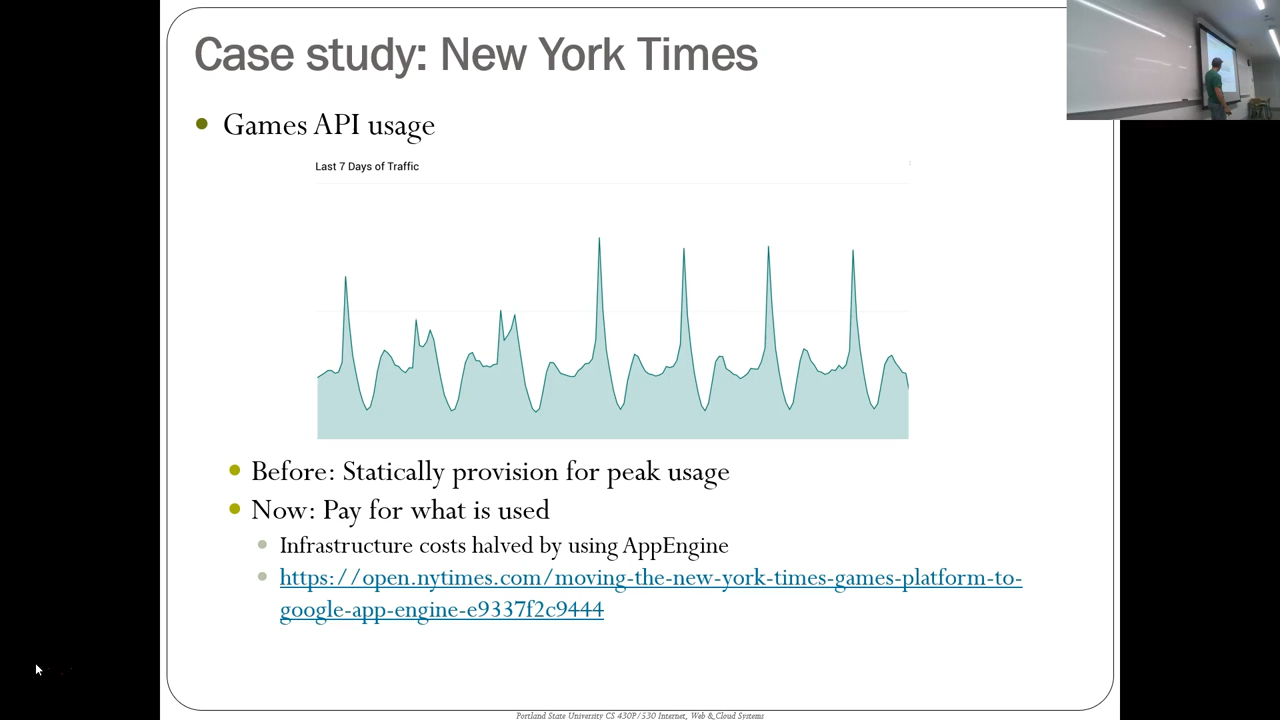 Case study: New York Times
Games API usage
Last 7 Days of Traffic
Before: Statically provision for peak usage
Now: Pay for what is used
Infrastructure costs halved by using AppEngine
https://open.nytimes.com/moving-the-new-york-times-games-platform-to-
google-app-engine-e9337f2c9444
Portland State University CS 430P/530 Internet, Web & Cloud Systems